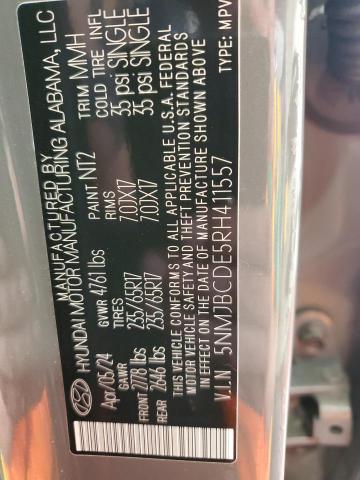 MANUFACTURED BY
HYUNDAI MOTOR MANUFACTURING ALABAMA, LLC
Apr/05/24 GVWR 4761 lbs PAINT NT2 TRIM MMH
GAWR TIRES RIMS COLD TIRE INFL
FRONT 2778 lbs 235/65R17 7.0JX17 35 psi SINGLE
REAR 2646 lbs 235/65R17 7.0JX17 35 psi SINGLE
THIS VEHICLE CONFORMS TO ALL APPLICABLE U.S.A. FEDERAL
MOTOR VEHICLE SAFETY AND THEFT PREVENTION STANDARDS
IN EFFECT ON THE DATE OF MANUFACTURE SHOWN ABOVE
V.I.N 5NMJBCDE5RH411557 TYPE: MPV